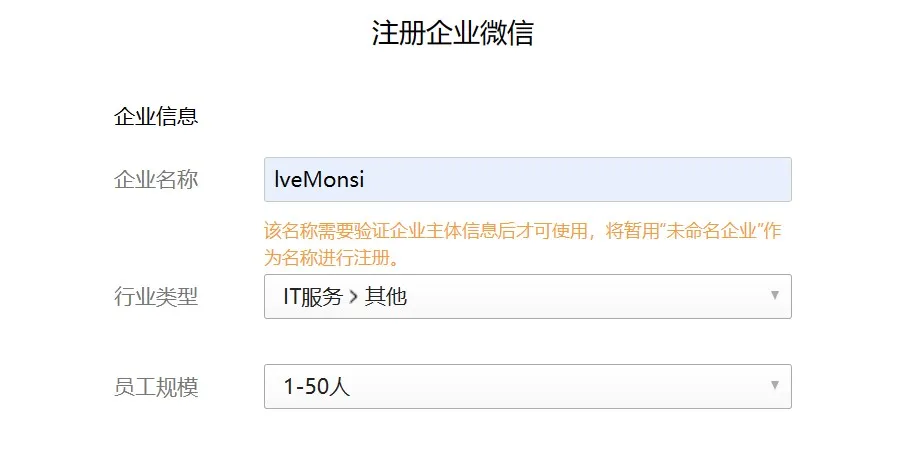 注册企业微信
企业信息
企业名称
lveMonsi
该名称需要验证企业主体信息后才可使用，将暂用“未命名企业”作
为名称进行注册。
行业类型
IT服务 > 其他
员工规模
1-50人